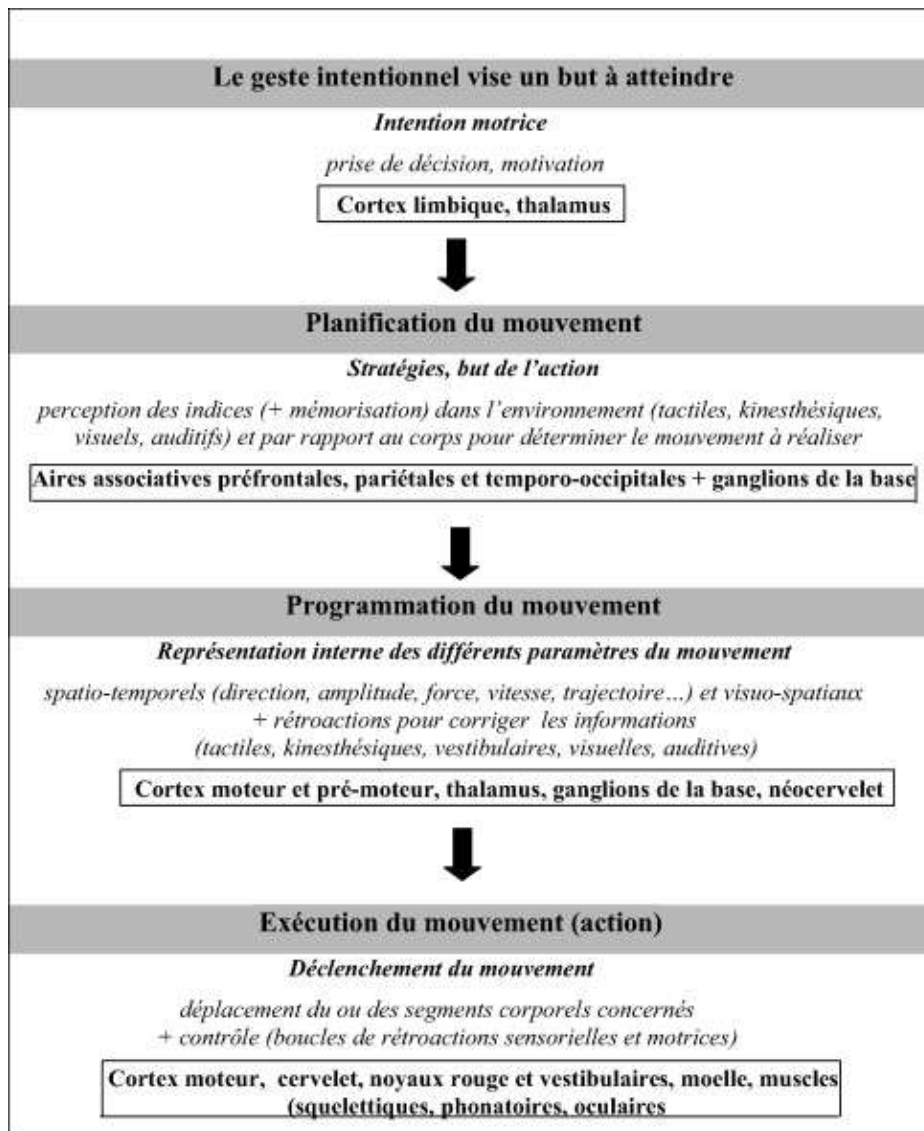 Le geste intentionnel vise un but à atteindre
Intention motrice
prise de décision, motivation
Cortex limbique, thalamus
Planification du mouvement
Stratégies, but de l'action
perception des indices (+ mémorisation) dans l'environnement (tactiles, kinesthésiques,
visuels, auditifs) et par rapport au corps pour déterminer le mouvement à réaliser
Aires associatives préfrontales, pariétales et temporo-occipitales + ganglions de la base
Programmation du mouvement
Représentation interne des différents paramètres du mouvement
spatio-temporels (direction, amplitude, force, vitesse, trajectoire…) et visuo-spatiaux
+ rétroactions pour corriger les informations
(tactiles, kinesthésiques, vestibulaires, visuelles, auditives)
Cortex moteur et pré-moteur, thalamus, ganglions de la base, néocervelet
Exécution du mouvement (action)
Déclenchement du mouvement
déplacement du ou des segments corporels concernés
+ contrôle (boucles de rétroactions sensorielles et motrices)
Cortex moteur, cervelet, noyaux rouge et vestibulaires, moelle, muscles
(squelettiques, phonatoires, oculaires